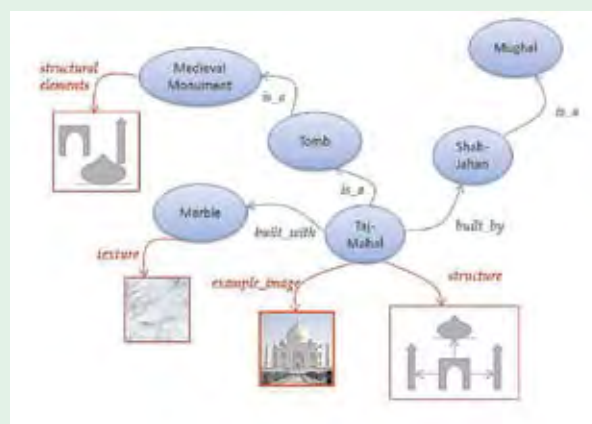 structural
elements
Medieval
Monument
Mughal
is_a
is_a
Tomb
Shah-
Jahan
is_a
Marble
built_with
Taj-
Mahal
built_by
texture
example_image
structure